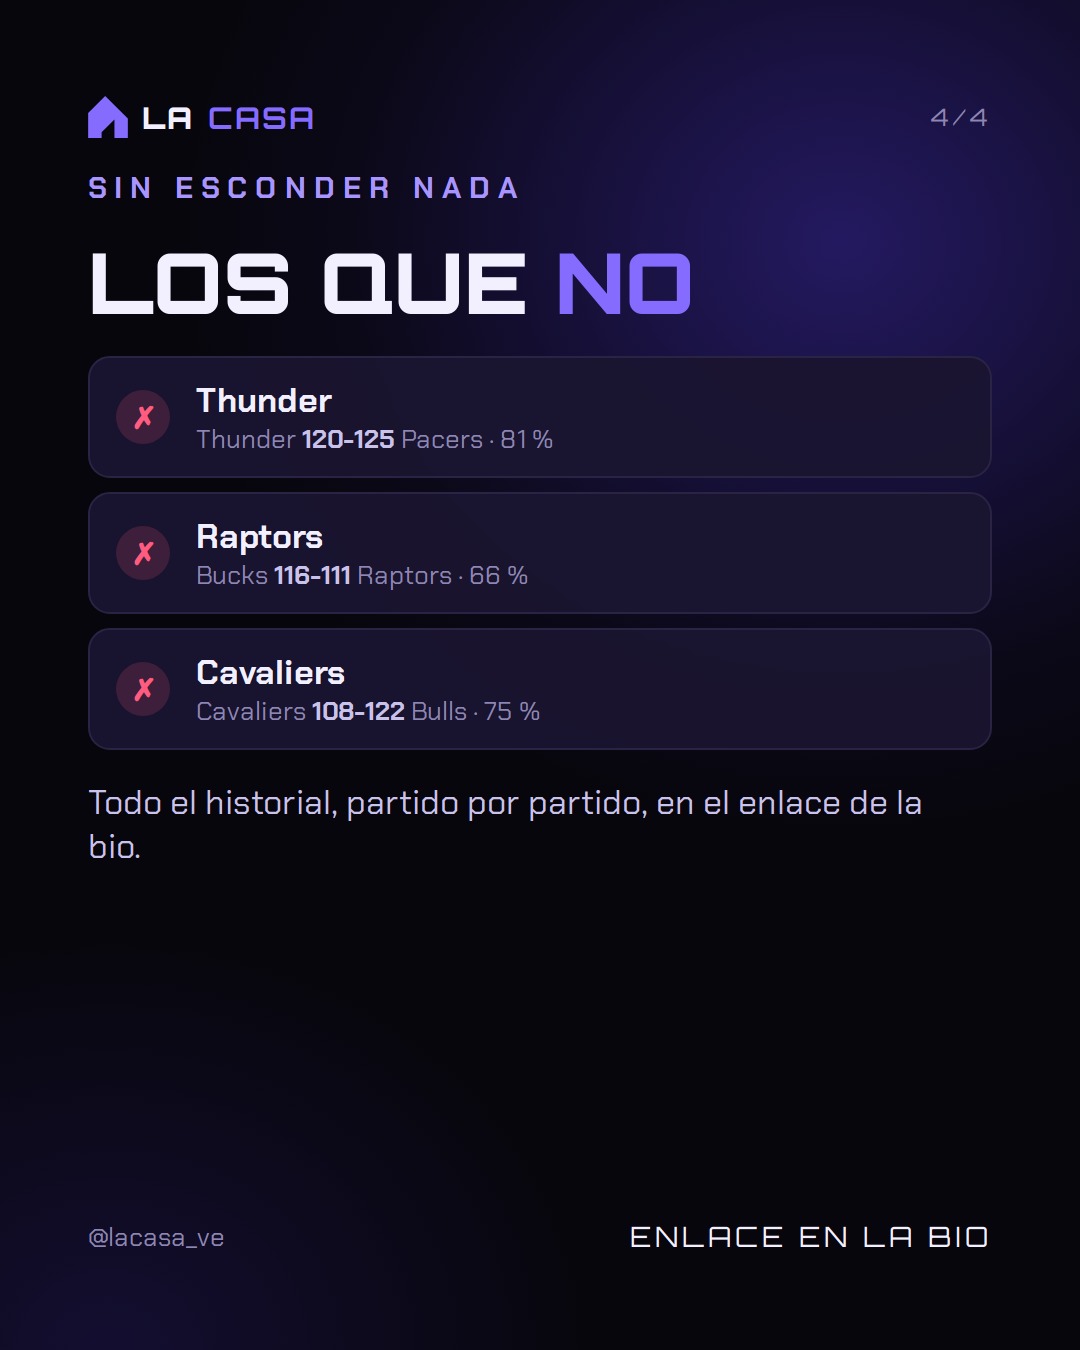 LA CASA
4/4
SIN ESCONDER NADA
LOS QUE NO
✗
Thunder
Thunder 120-125 Pacers · 81 %
✗
Raptors
Bucks 116-111 Raptors · 66 %
✗
Cavaliers
Cavaliers 108-122 Bulls · 75 %
Todo el historial, partido por partido, en el enlace de la
bio.
@lacasa_ve
ENLACE EN LA BIO